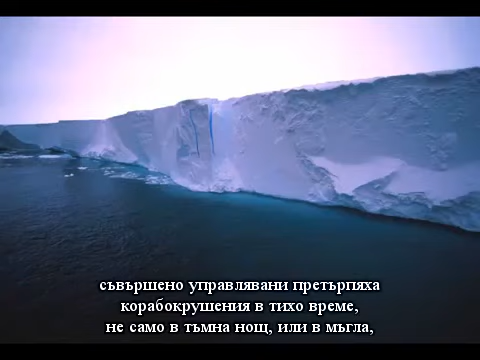 съвършено управлявани претърпяха
корабокрушения в тихо време,
не само в тъмна нощ, или в мъгла,